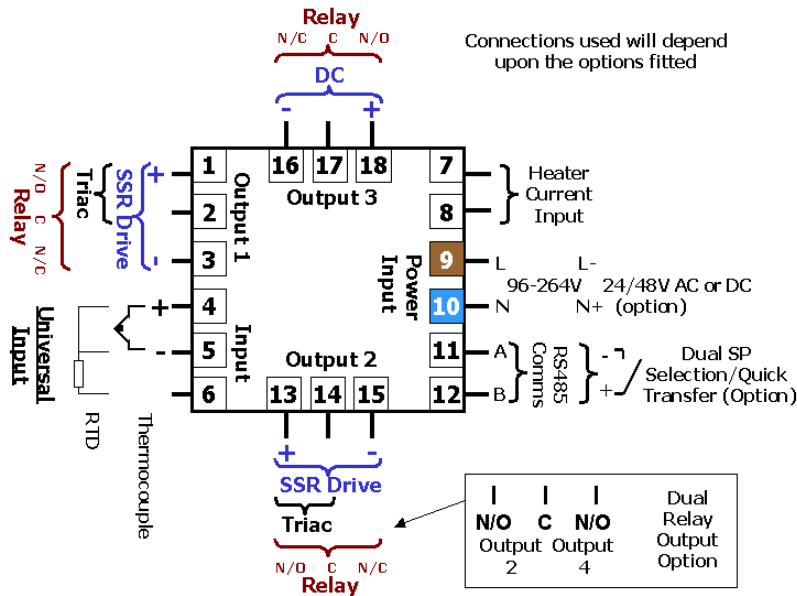 Relay
N/C C N/O
DC
- +
Connections used will depend
upon the options fitted
16 17 18
Output 3
1
2
3
Output 1
+
-
SSR Drive
Triac
N/O C N/C
Relay
4
5
6
Input
+
-
Universal
Input
RTD
Thermocouple
7
8
Heater
Current
Input
9
10
Power
Input
L L-
96-264V 24/48V AC or DC
N N+ (option)
11
12
A
B
RS485
Comms
-
+
Dual SP
Selection/Quick
Transfer (Option)
Output 2
13 14 15
+ -
SSR Drive
Triac
N/O C N/C
Relay
N/O C N/O
Output Output
2 4
Dual
Relay
Output
Option